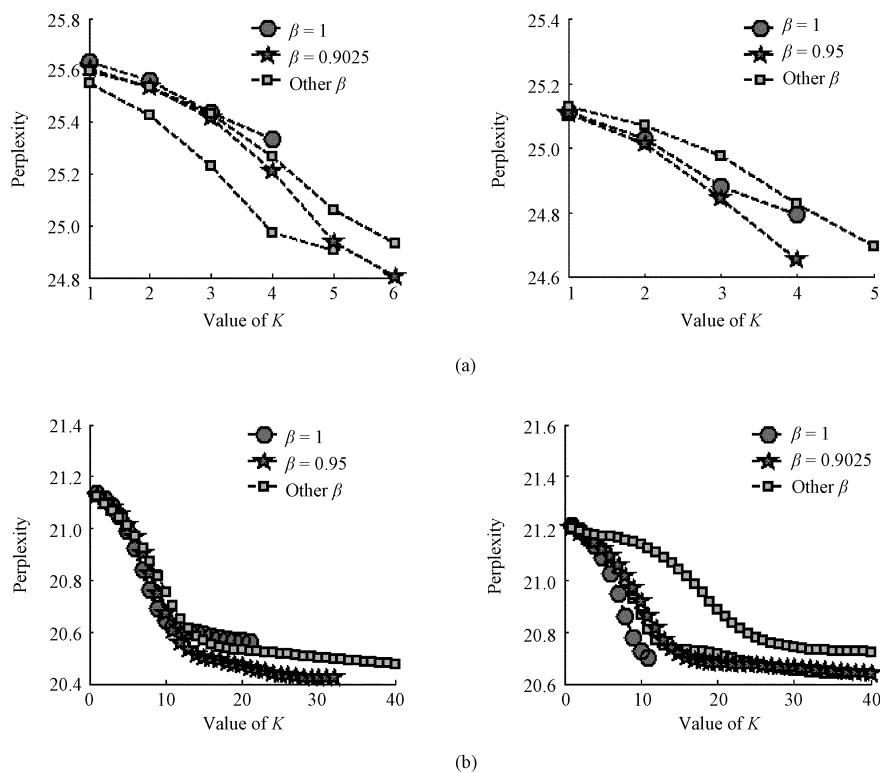 25.8
25.6
25.4
25.2
25.0
24.8
1 2 3 4 5 6
Perplexity
Value of K
β = 1
β = 0.9025
Other β
25.4
25.2
25.0
24.8
24.6
1 2 3 4 5
Perplexity
Value of K
β = 1
β = 0.95
Other β
(a)
21.4
21.2
21.0
20.8
20.6
20.4
0 10 20 30 40
Perplexity
Value of K
β = 1
β = 0.95
Other β
21.6
21.4
21.2
21.0
20.8
20.6
0 10 20 30 40
Perplexity
Value of K
β = 1
β = 0.9025
Other β
(b)